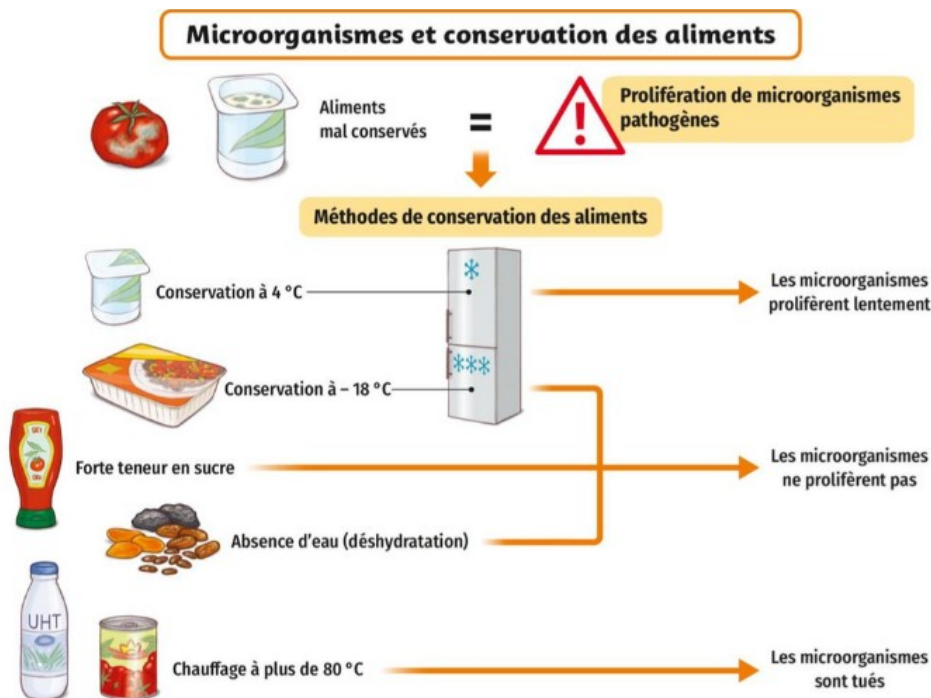 Microorganismes et conservation des aliments
Aliments
mal conservés
=
Prolifération de microorganismes
pathogènes
Méthodes de conservation des aliments
Conservation à 4 °C
Les microorganismes
prolifèrent lentement
Conservation à – 18 °C
Forte teneur en sucre
Les microorganismes
ne prolifèrent pas
Absence d'eau (déshydratation)
UHT
Chauffage à plus de 80 °C
Les microorganismes
sont tués